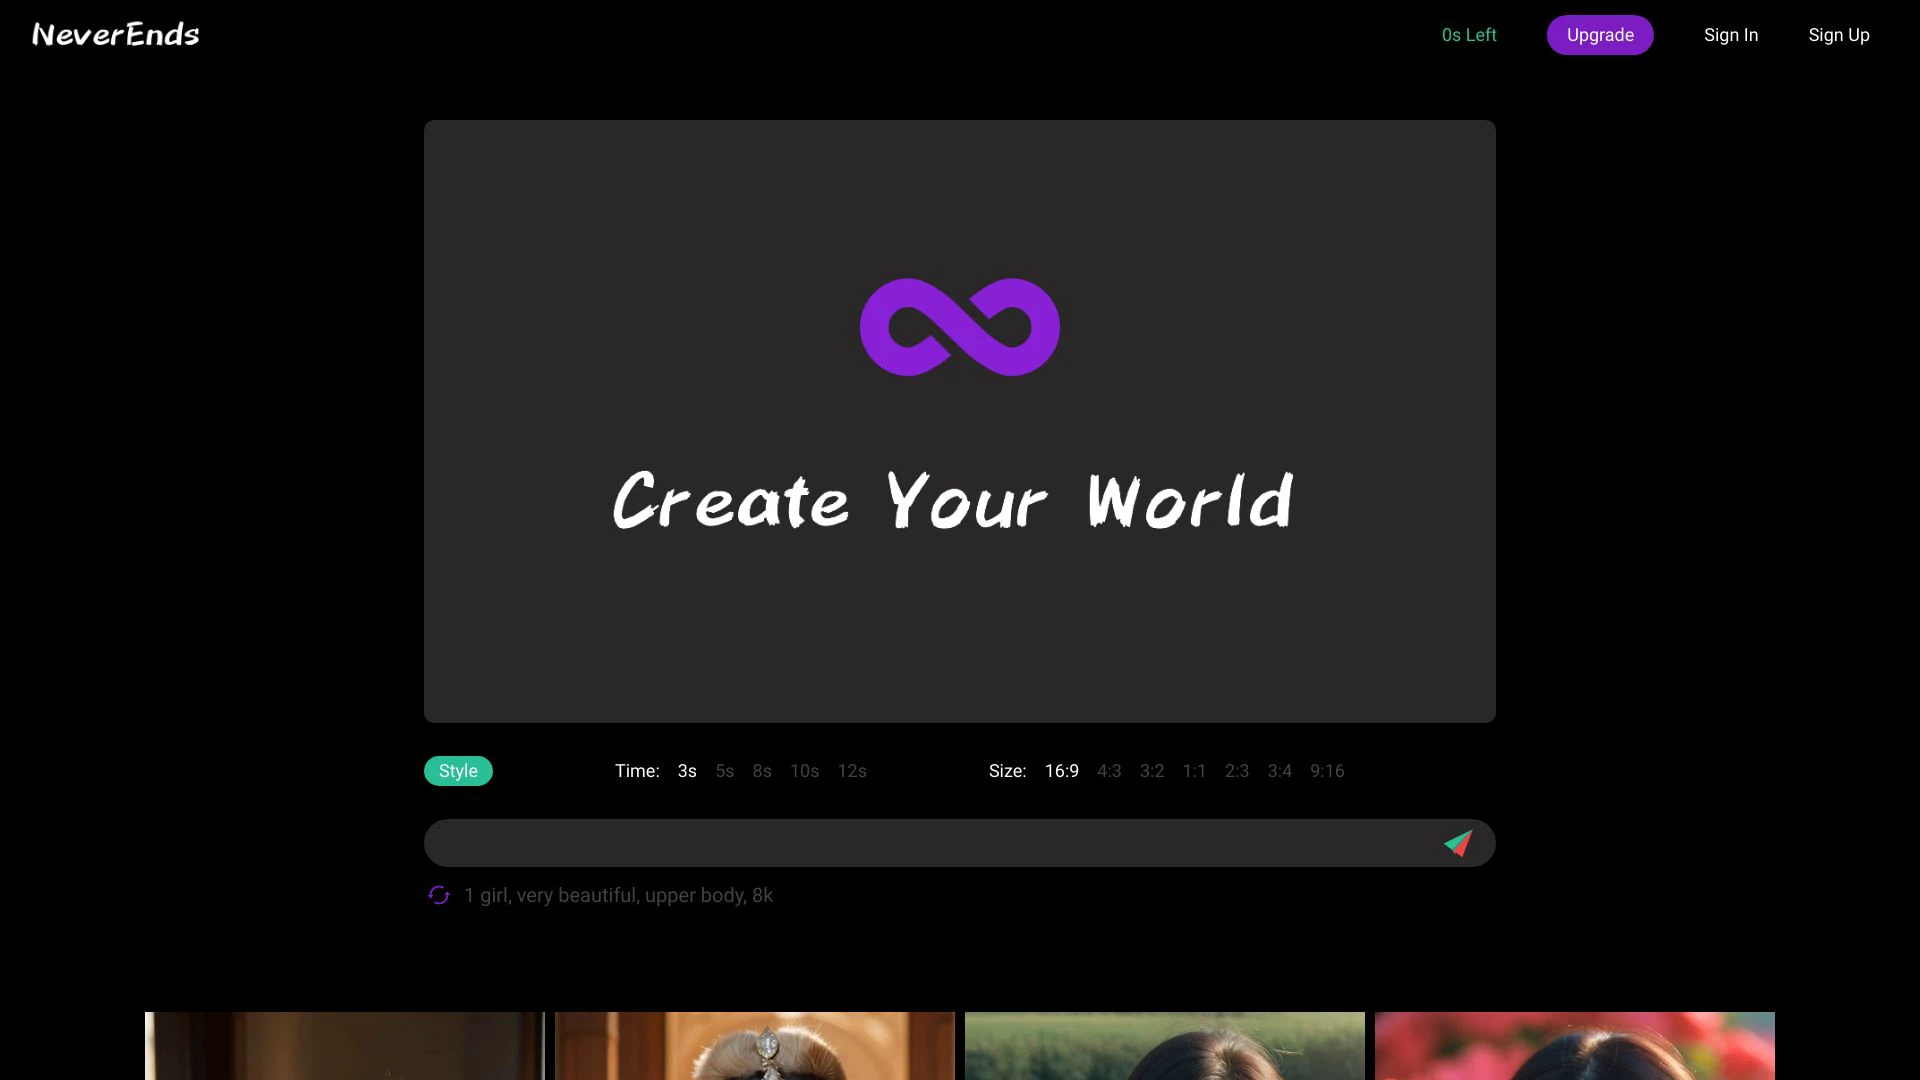 NeverEnds
0s Left
Upgrade
Sign In
Sign Up
Create Your World
Style
Time: 3s 5s 8s 10s 12s
Size: 16:9 4:3 3:2 1:1 2:3 3:4 9:16
1 girl, very beautiful, upper body, 8k